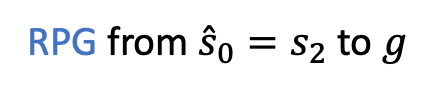 RPG from ŝ₀ = s₂ to g